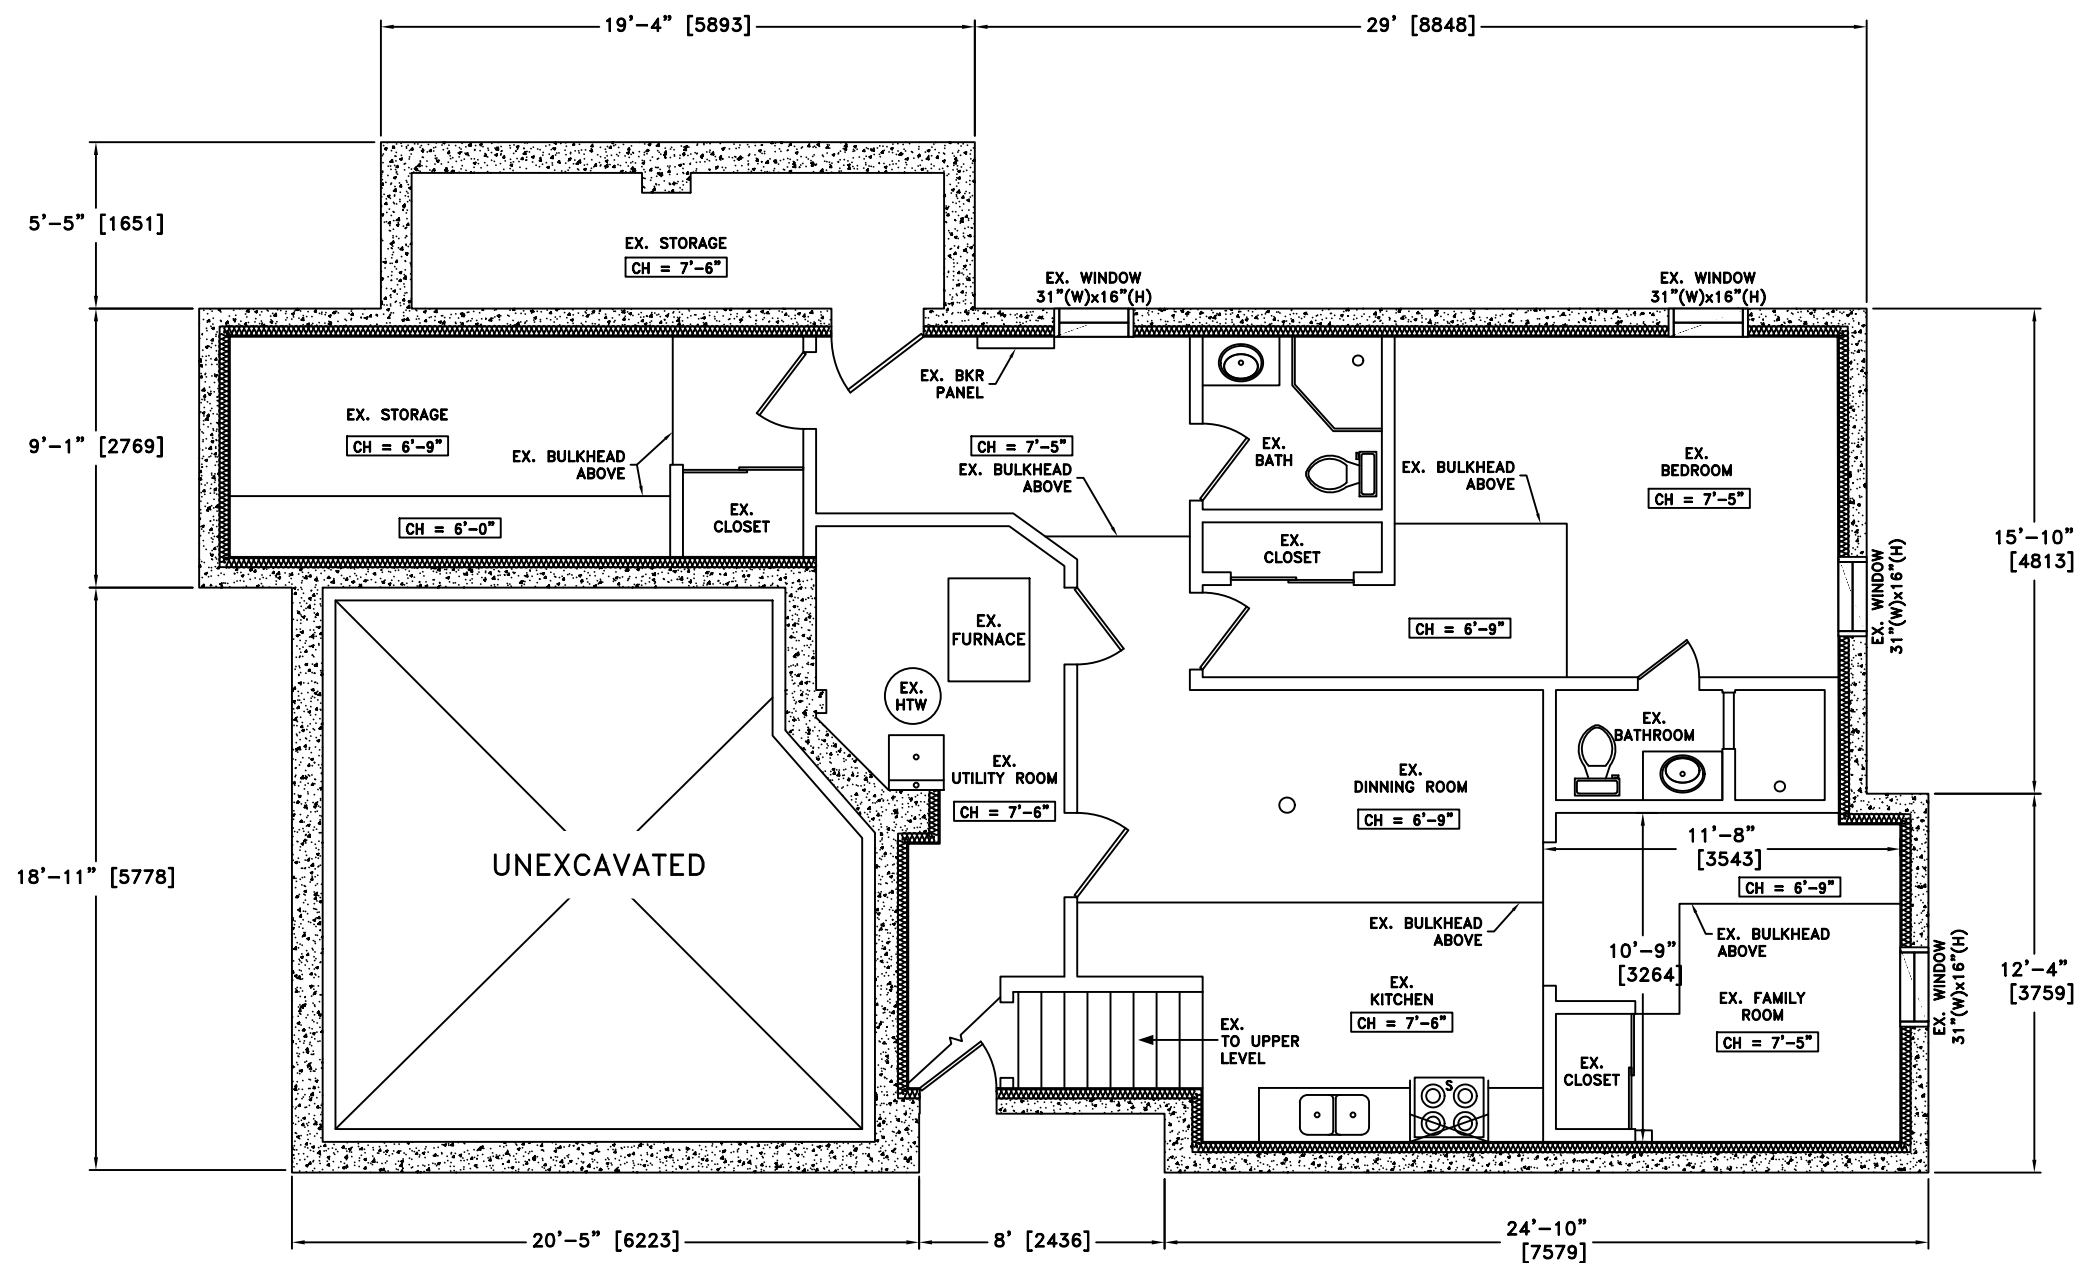 19'-4" [5893]
29' [8848]
5'-5" [1651]
EX. STORAGE
CH = 7'-6"
EX. WINDOW
31"(W)x16"(H)
EX. WINDOW
31"(W)x16"(H)
9'-1" [2769]
EX. STORAGE
CH = 6'-9"
EX. BULKHEAD
ABOVE
CH = 6'-0"
EX.
CLOSET
EX. BKR
PANEL
CH = 7'-5"
EX. BULKHEAD
ABOVE
EX.
BATH
EX.
CLOSET
EX. BULKHEAD
ABOVE
EX.
BEDROOM
CH = 7'-5"
CH = 6'-9"
EX. WINDOW
31"(W)x16"(H)
15'-10"
[4813]
EX.
FURNACE
EX.
HTW
EX.
UTILITY ROOM
CH = 7'-6"
EX.
DINNING ROOM
CH = 6'-9"
EX.
BATHROOM
18'-11" [5778]
UNEXCAVATED
11'-8"
[3543]
CH = 6'-9"
EX. BULKHEAD
ABOVE
10'-9"
[3264]
EX. BULKHEAD
ABOVE
EX. WINDOW
31"(W)x16"(H)
12'-4"
[3759]
EX.
KITCHEN
CH = 7'-6"
EX. FAMILY
ROOM
CH = 7'-5"
EX.
TO UPPER
LEVEL
EX.
CLOSET
S
20'-5" [6223]
8' [2436]
24'-10"
[7579]